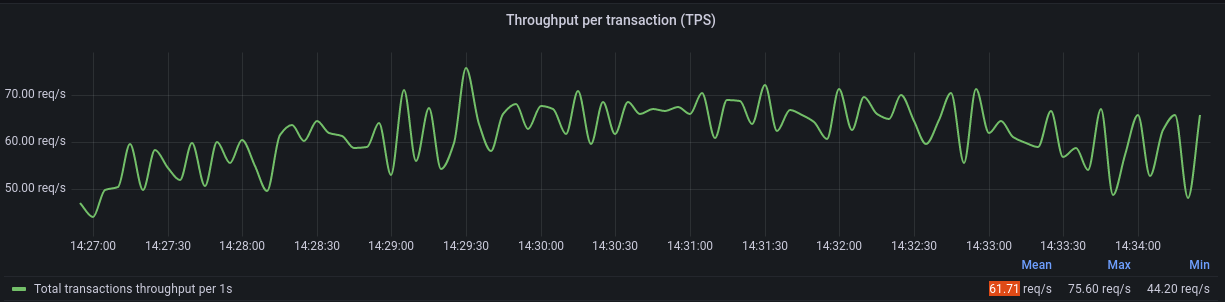 Throughput per transaction (TPS)
70.00 req/s
60.00 req/s
50.00 req/s
14:27:00 14:27:30 14:28:00 14:28:30 14:29:00 14:29:30 14:30:00 14:30:30 14:31:00 14:31:30 14:32:00 14:32:30 14:33:00 14:33:30 14:34:00
Mean Max Min
Total transactions throughput per 1s 61.71 req/s 75.60 req/s 44.20 req/s